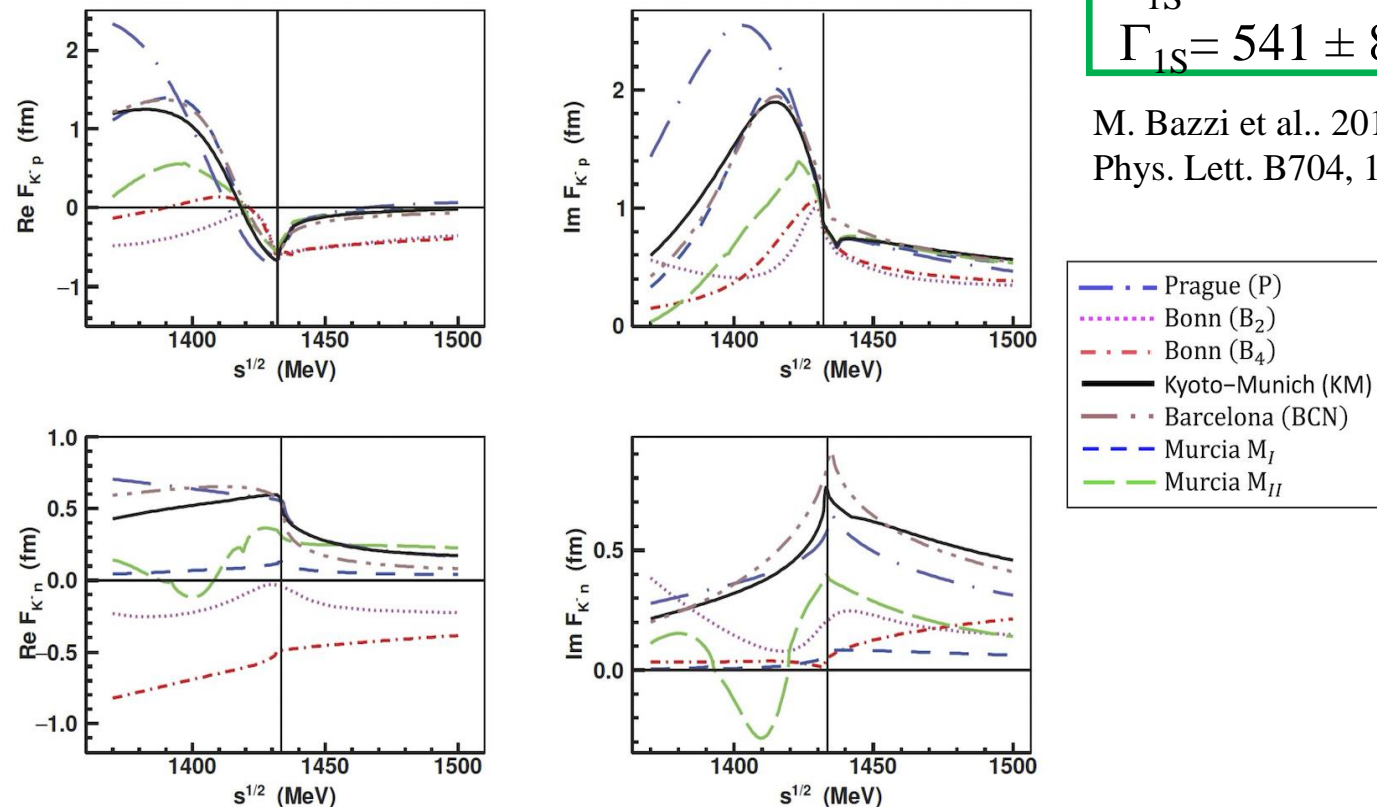 1S
Γ1S= 541 ± 8
M. Bazzi et al.. 201
Phys. Lett. B704, 1
Re F K⁻p (fm)
2
1
0
−1
1400
1450
1500
s1/2 (MeV)
Im F K⁻p (fm)
2
1
0
1400
1450
1500
s1/2 (MeV)
Prague (P)
Bonn (B2)
Bonn (B4)
Kyoto−Munich (KM)
Barcelona (BCN)
Murcia MI
Murcia MII
Re F K⁻n (fm)
1.0
0.5
0.0
−0.5
−1.0
1400
1450
1500
s1/2 (MeV)
Im F K⁻n (fm)
0.5
0.0
1400
1450
1500
s1/2 (MeV)